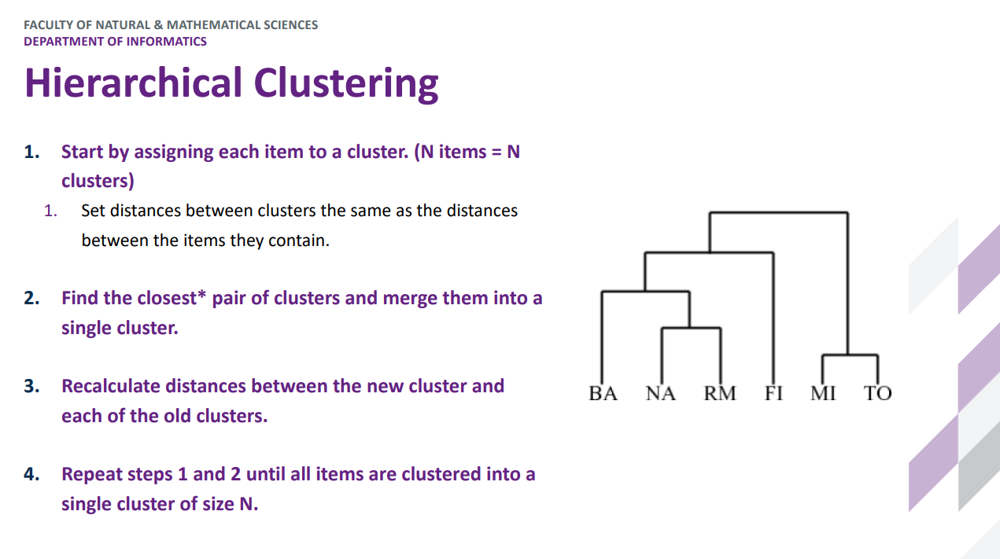 FACULTY OF NATURAL & MATHEMATICAL SCIENCES
DEPARTMENT OF INFORMATICS
Hierarchical Clustering
1. Start by assigning each item to a cluster. (N items = N
clusters)
1. Set distances between clusters the same as the distances
between the items they contain.
2. Find the closest* pair of clusters and merge them into a
single cluster.
3. Recalculate distances between the new cluster and
each of the old clusters.
4. Repeat steps 1 and 2 until all items are clustered into a
single cluster of size N.
BA NA RM FI MI TO